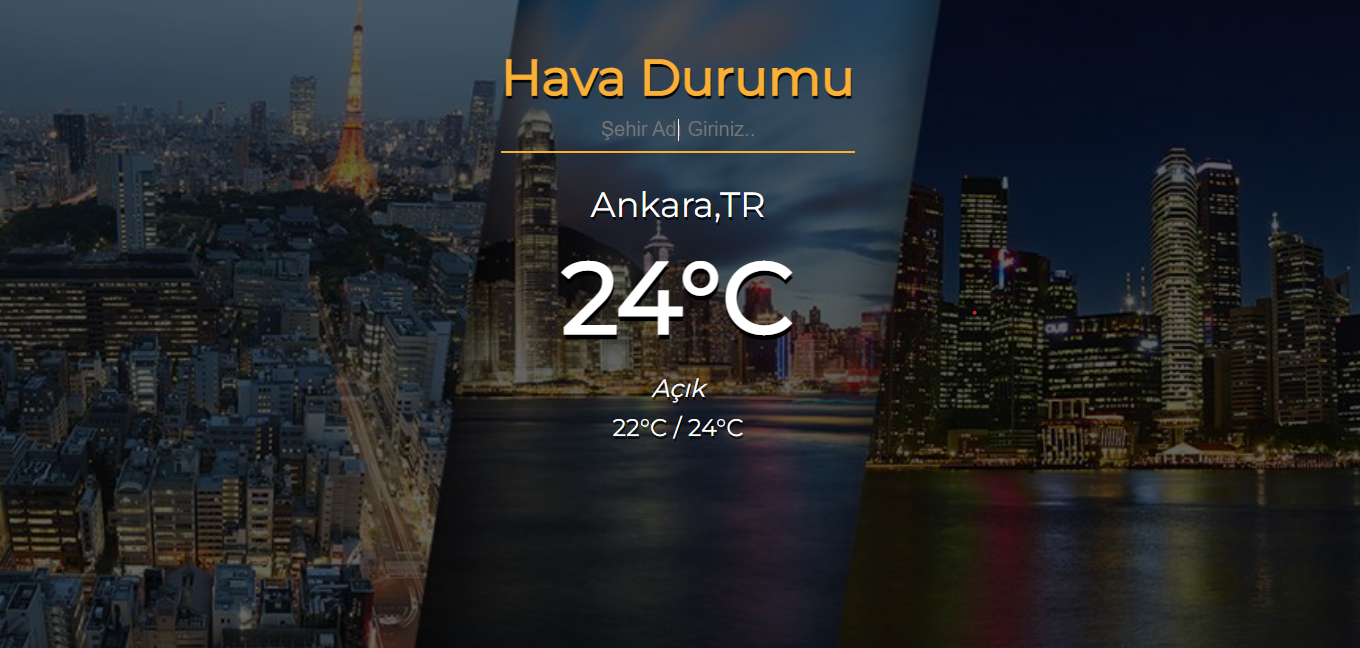 Hava Durumu
Şehir Adı Giriniz..
Ankara,TR
24°C
Açık
22°C / 24°C